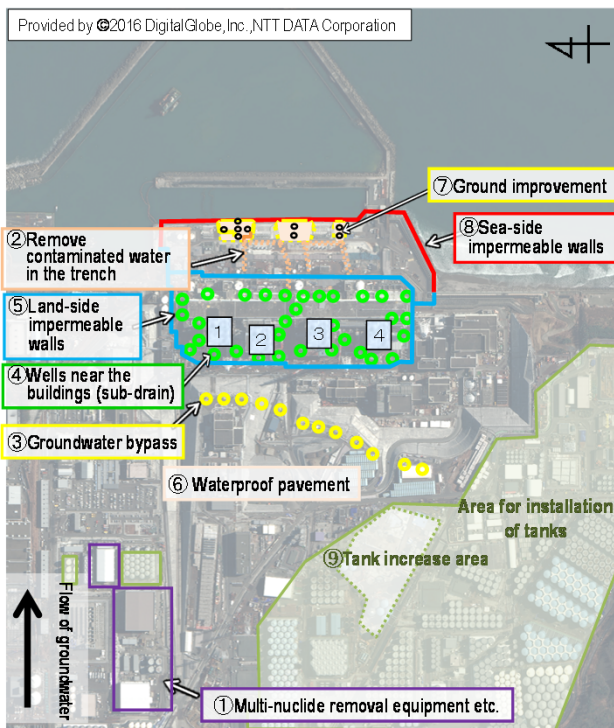 Provided by ©2016 DigitalGlobe,Inc.,NTT DATA Corporation
⑦Ground improvement
②Remove
contaminated water
in the trench
⑧Sea-side
impermeable walls
⑤Land-side
impermeable
walls
1
2
3
4
④Wells near the
buildings (sub-drain)
③Groundwater bypass
⑥ Waterproof pavement
Area for installation
of tanks
⑨Tank increase area
Flow of groundwater
①Multi-nuclide removal equipment etc.